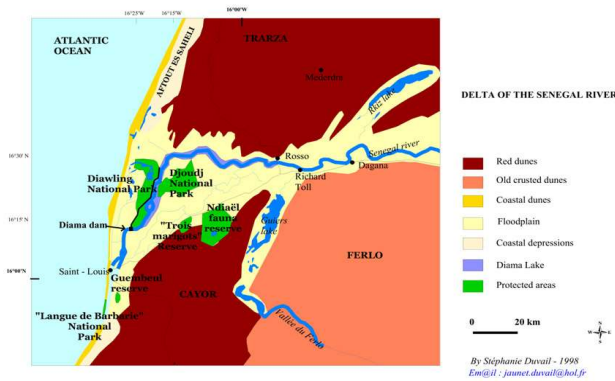 16°25'W
16°15'W
16°00'W
ATLANTIC
OCEAN
AFTOUT ES SAHELI
TRARZA
Mederdra
Rkiz lake
DELTA OF THE SENEGAL RIVER
16°30' N
Rosso
Senegal river
Dagana
Richard
Toll
Diawling
National Park
Djoudj
National
Park
16°15' N
Diama dam
"Trois
marigots"
Reserve
Ndiaël
fauna
reserve
Guiers
lake
16°00' N
Saint - Louis
Guembeul
reserve
FERLO
CAYOR
"Langue de Barbarie"
National
Park
Vallée du Ferlo
Red dunes
Old crusted dunes
Coastal dunes
Floodplain
Coastal depressions
Diama Lake
Protected areas
0 20 km
N
W E
S
By Stéphanie Duvail - 1998
Em@il : jaunet.duvail@hol.fr